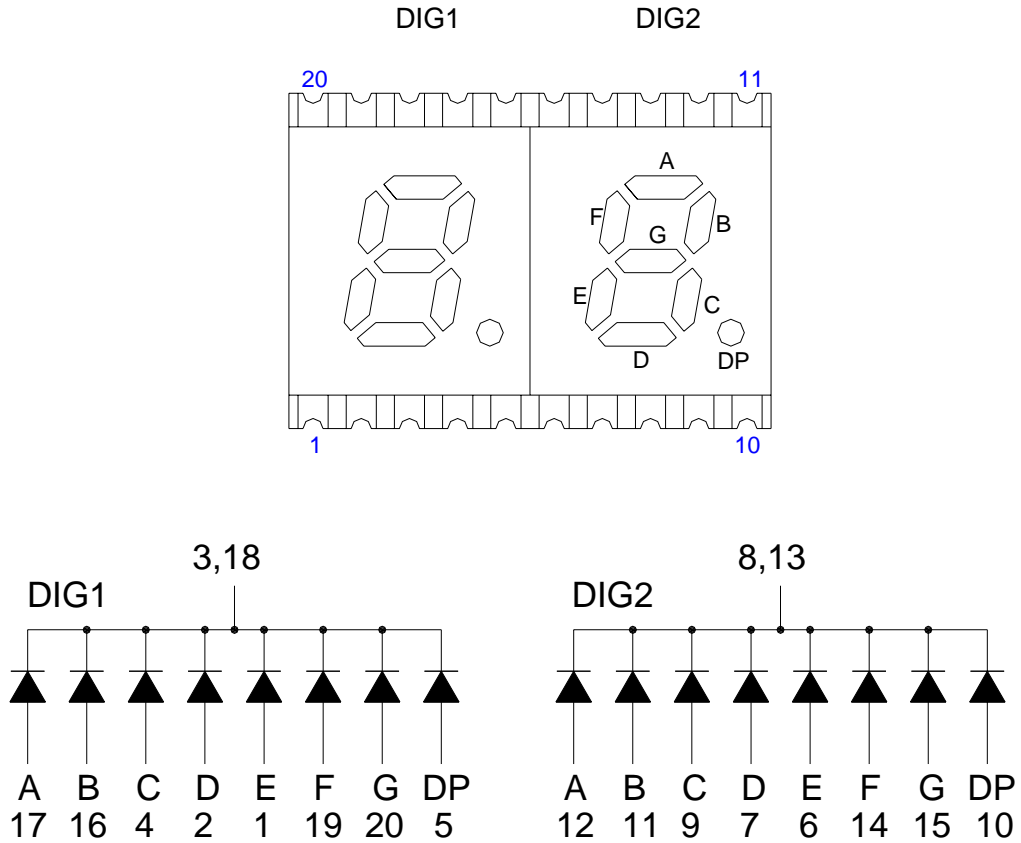 DIG1 DIG2
20 11
A
F B
G
E C
D DP
1 10
3,18 8,13
DIG1 DIG2
A B C D E F G DP A B C D E F G DP
17 16 4 2 1 19 20 5 12 11 9 7 6 14 15 10